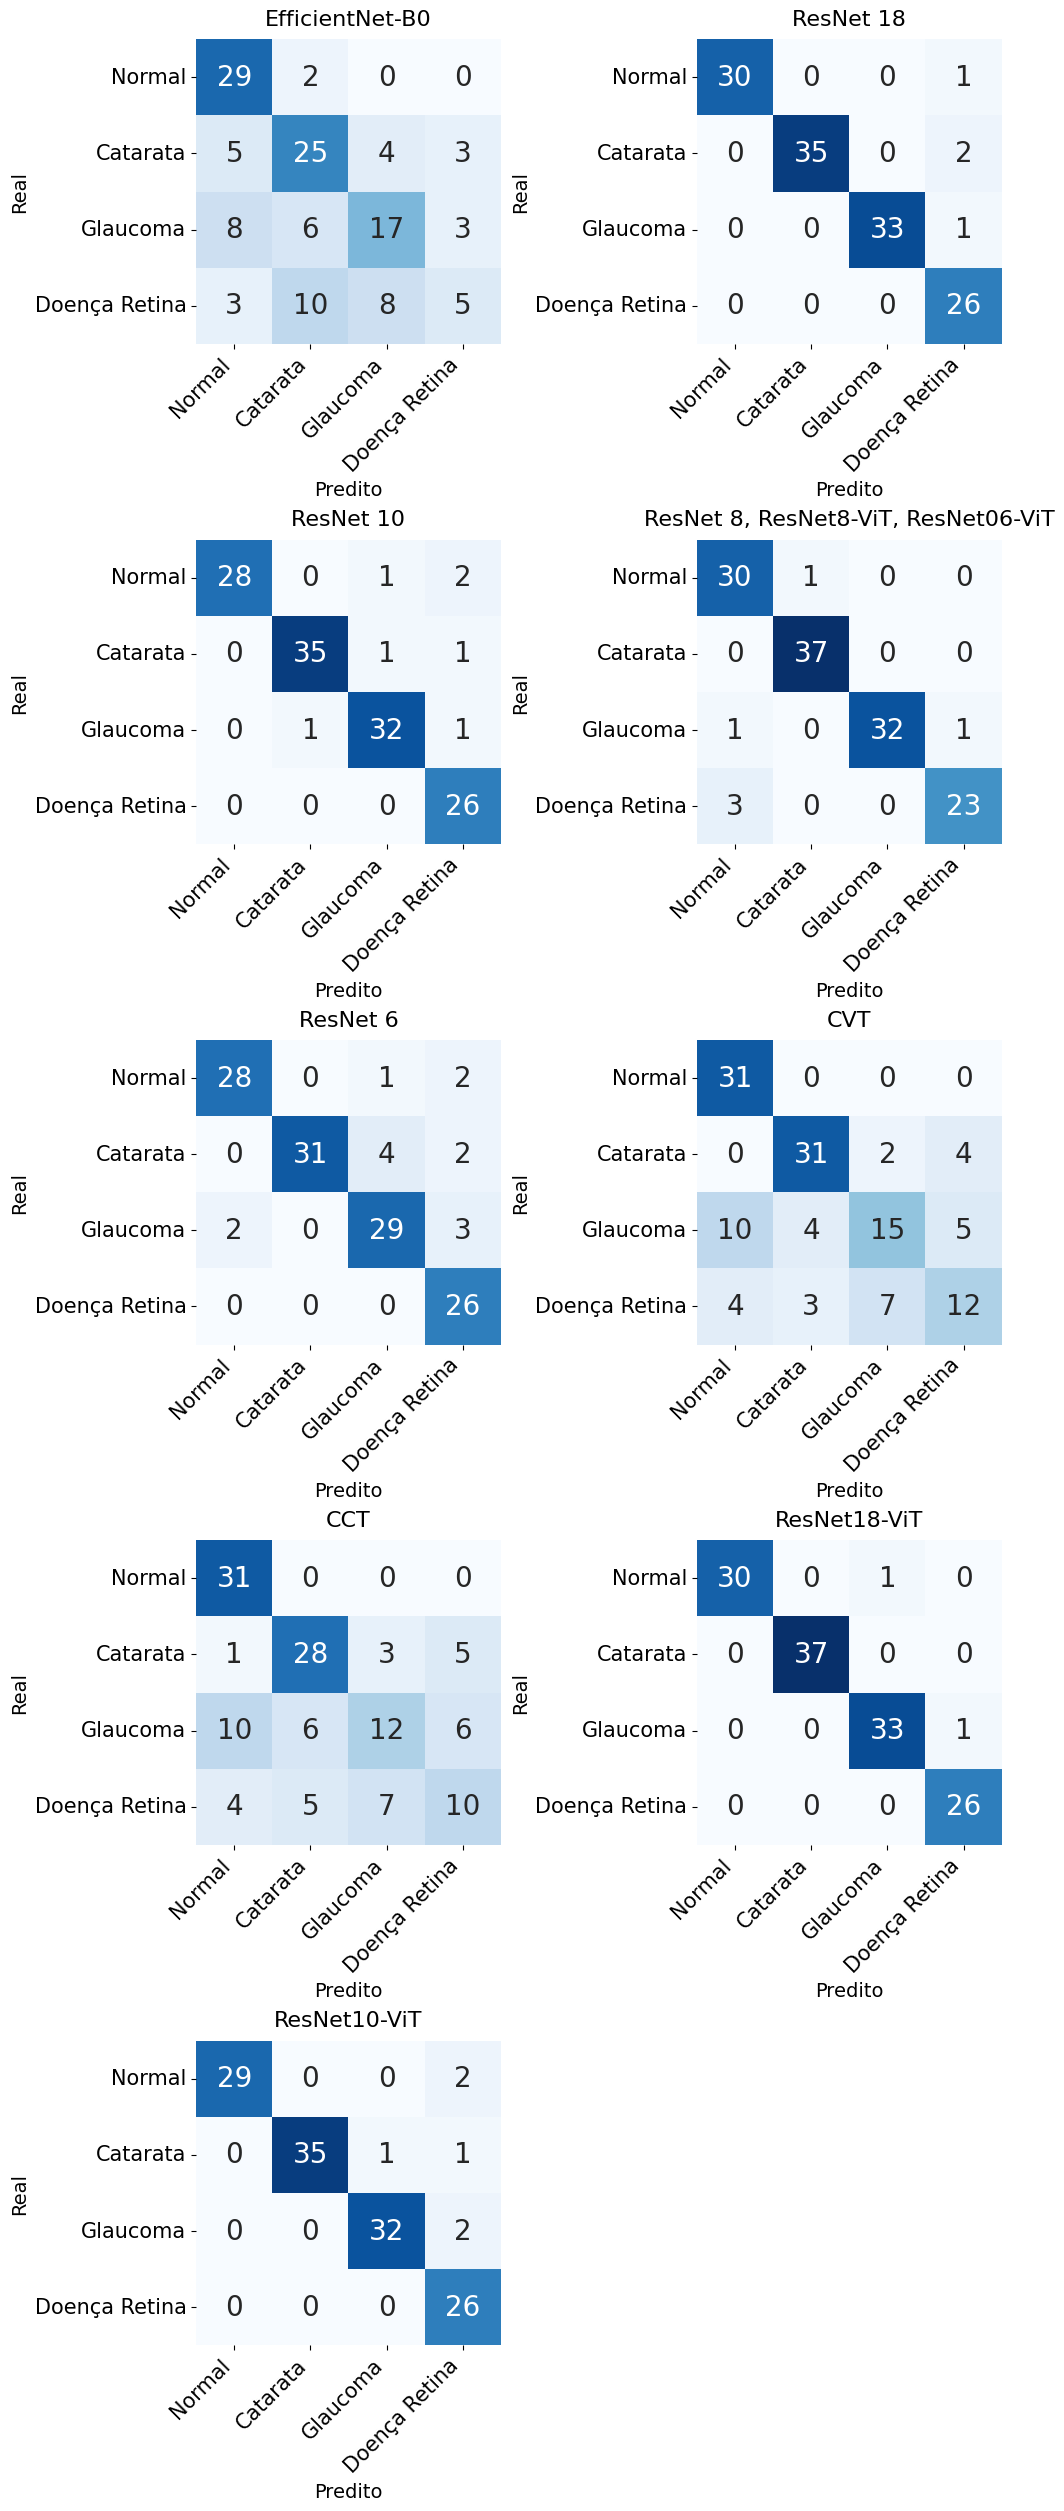 EfficientNet-B0
Real
Normal 29 2 0 0
Catarata 5 25 4 3
Glaucoma 8 6 17 3
Doença Retina 3 10 8 5
Normal Catarata Glaucoma Doença Retina
Predito
ResNet 18
Real
Normal 30 0 0 1
Catarata 0 35 0 2
Glaucoma 0 0 33 1
Doença Retina 0 0 0 26
Normal Catarata Glaucoma Doença Retina
Predito
ResNet 10
Real
Normal 28 0 1 2
Catarata 0 35 1 1
Glaucoma 0 1 32 1
Doença Retina 0 0 0 26
Normal Catarata Glaucoma Doença Retina
Predito
ResNet 8, ResNet8-ViT, ResNet06-ViT
Real
Normal 30 1 0 0
Catarata 0 37 0 0
Glaucoma 1 0 32 1
Doença Retina 3 0 0 23
Normal Catarata Glaucoma Doença Retina
Predito
ResNet 6
Real
Normal 28 0 1 2
Catarata 0 31 4 2
Glaucoma 2 0 29 3
Doença Retina 0 0 0 26
Normal Catarata Glaucoma Doença Retina
Predito
CVT
Real
Normal 31 0 0 0
Catarata 0 31 2 4
Glaucoma 10 4 15 5
Doença Retina 4 3 7 12
Normal Catarata Glaucoma Doença Retina
Predito
CCT
Real
Normal 31 0 0 0
Catarata 1 28 3 5
Glaucoma 10 6 12 6
Doença Retina 4 5 7 10
Normal Catarata Glaucoma Doença Retina
Predito
ResNet18-ViT
Real
Normal 30 0 1 0
Catarata 0 37 0 0
Glaucoma 0 0 33 1
Doença Retina 0 0 0 26
Normal Catarata Glaucoma Doença Retina
Predito
ResNet10-ViT
Real
Normal 29 0 0 2
Catarata 0 35 1 1
Glaucoma 0 0 32 2
Doença Retina 0 0 0 26
Normal Catarata Glaucoma Doença Retina
Predito